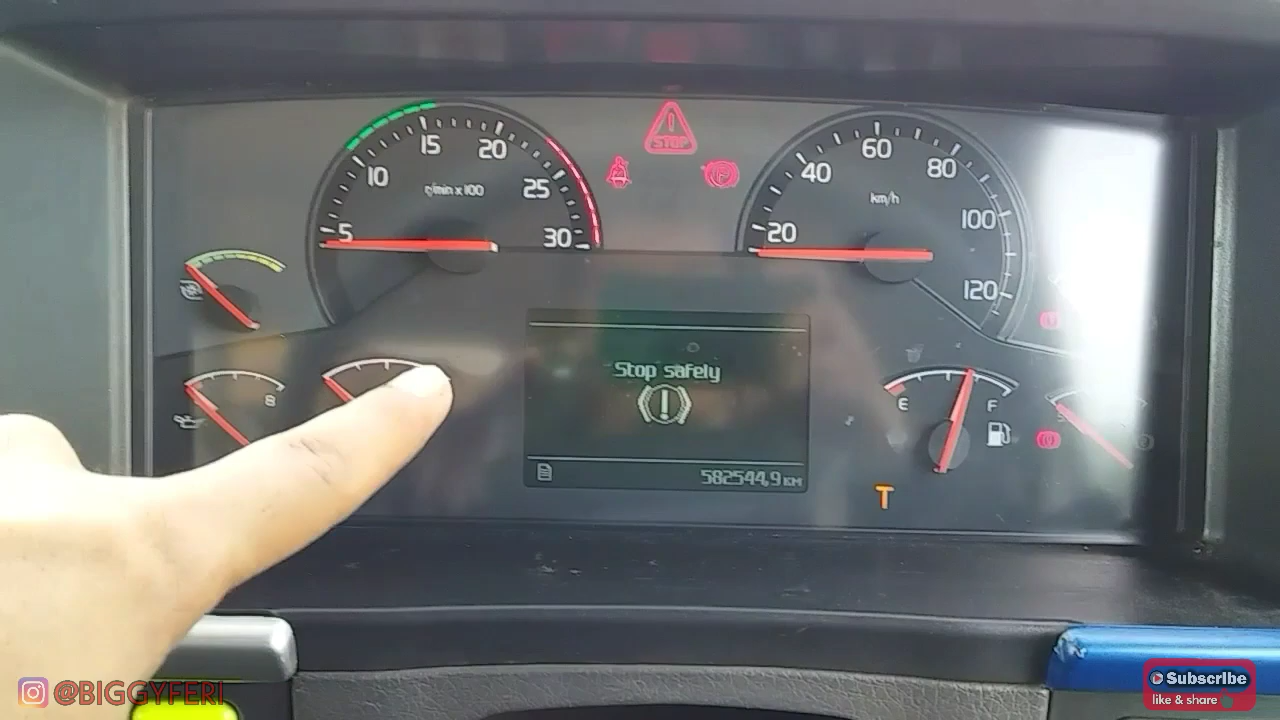 5
10
15
20
25
30
r/min x 100
STOP
P
20
40
60
80
100
120
km/h
8
Stop safely
582544,9 KM
E
F
T
@BIGGYFERI
Subscribe
like & share